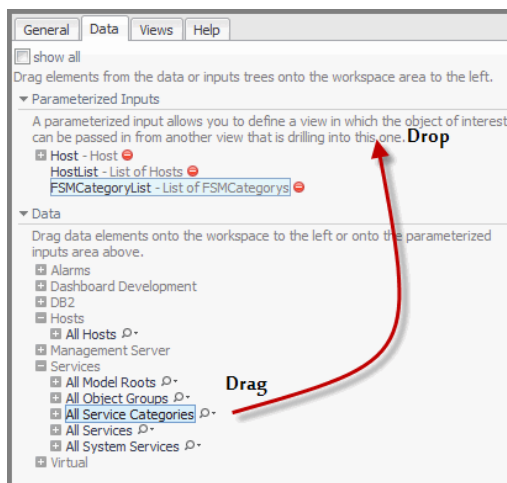 General Data Views Help
show all
Drag elements from the data or inputs trees onto the workspace area to the left.
Parameterized Inputs
A parameterized input allows you to define a view in which the object of interest
can be passed in from another view that is drilling into this one. Drop
Host - Host
HostList - List of Hosts
FSMCategoryList - List of FSMCategorys
Data
Drag data elements onto the workspace to the left or onto the parameterized
inputs area above.
Alarms
Dashboard Development
DB2
Hosts
All Hosts
Management Server
Services
All Model Roots
Drag
All Object Groups
All Service Categories
All Services
All System Services
Virtual